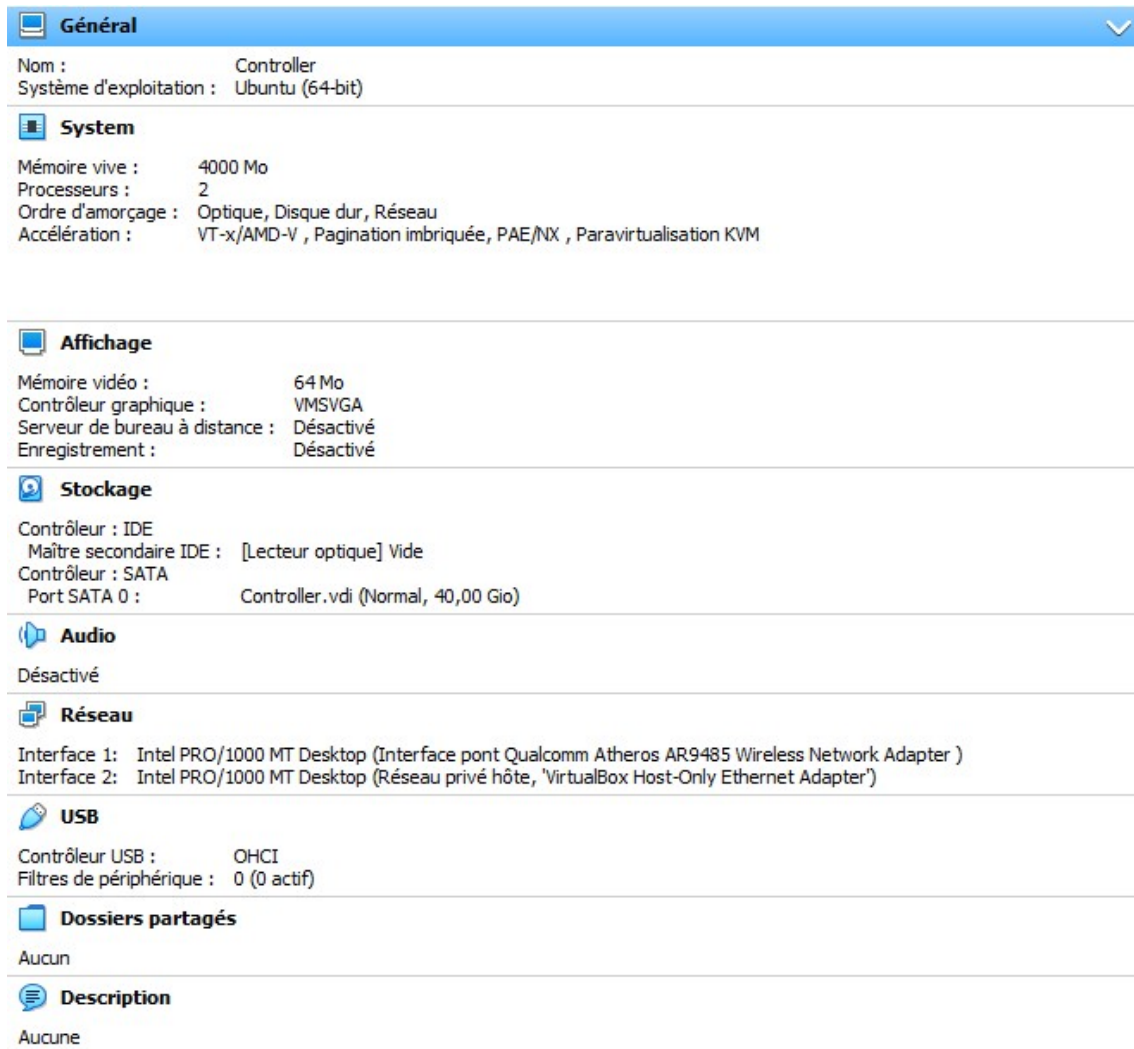 Général
Nom : Controller
Système d'exploitation : Ubuntu (64-bit)
System
Mémoire vive : 4000 Mo
Processeurs : 2
Ordre d'amorçage : Optique, Disque dur, Réseau
Accélération : VT-x/AMD-V , Pagination imbriquée, PAE/NX , Paravirtualisation KVM
Affichage
Mémoire vidéo : 64 Mo
Contrôleur graphique : VMSVGA
Serveur de bureau à distance : Désactivé
Enregistrement : Désactivé
Stockage
Contrôleur : IDE
Maître secondaire IDE : [Lecteur optique] Vide
Contrôleur : SATA
Port SATA 0 : Controller.vdi (Normal, 40,00 Gio)
Audio
Désactivé
Réseau
Interface 1: Intel PRO/1000 MT Desktop (Interface pont Qualcomm Atheros AR9485 Wireless Network Adapter )
Interface 2: Intel PRO/1000 MT Desktop (Réseau privé hôte, 'VirtualBox Host-Only Ethernet Adapter')
USB
Contrôleur USB : OHCI
Filtres de périphérique : 0 (0 actif)
Dossiers partagés
Aucun
Description
Aucune